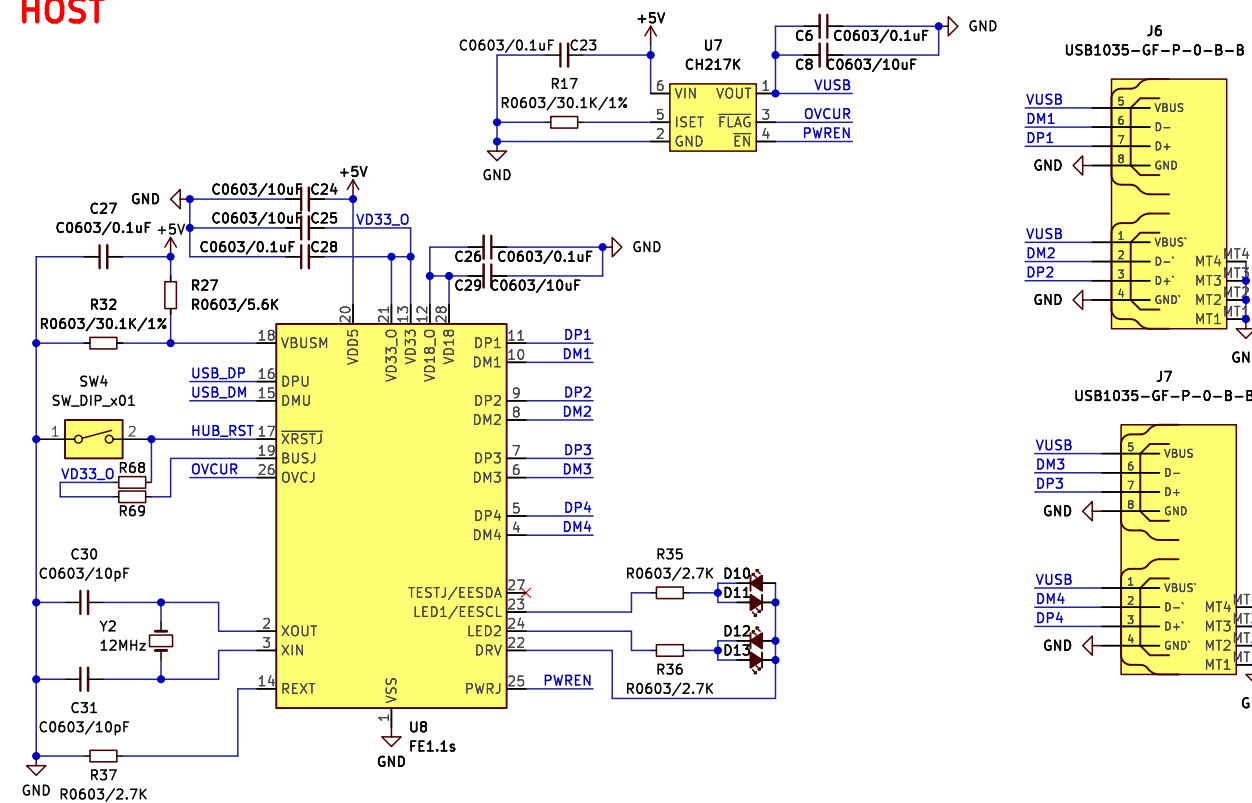 HOST
+5V
C0603/0.1uF C23
R17
R0603/30.1K/1%
U7
CH217K
6 VIN VOUT 1
5 ISET FLAG 3
2 GND EN 4
GND
C6 C0603/0.1uF
C8 C0603/10uF
GND
VUSB
OVCUR
PWREN
J6
USB1035-GF-P-0-B-B
VUSB 5 VBUS
DM1 6 D-
DP1 7 D+
GND 8 GND
VUSB 1 VBUS`
DM2 2 D-` MT4 MT4
DP2 3 D+` MT3 MT3
GND 4 GND` MT2 MT2
MT1 MT1
J7
USB1035-GF-P-0-B-B
VUSB 5 VBUS
DM3 6 D-
DP3 7 D+
GND 8 GND
VUSB 1 VBUS`
DM4 2 D-` MT4
DP4 3 D+` MT3
GND 4 GND` MT2
MT1
+5V
GND C0603/10uF C24
C0603/10uF C25 VD33_O
C0603/0.1uF C28
C27
C0603/0.1uF
+5V
R27
R0603/5.6K
R32
R0603/30.1K/1%
C26 C0603/0.1uF
C29 C0603/10uF
GND
20 21 13 12 28
VDD5 VD33_O VD33 VD18_O VD18
18 VBUSM
USB_DP 16 DPU
USB_DM 15 DMU
SW4
SW_DIP_x01
1 2
HUB_RST 17 XRSTJ
19 BUSJ
OVCUR 26 OVCJ
VD33_O R68
R69
DP1 11 DP1
DM1 10 DM1
DP2 9 DP2
DM2 8 DM2
DP3 7 DP3
DM3 6 DM3
DP4 5 DP4
DM4 4 DM4
TESTJ/EESDA 27
LED1/EESCL 23
LED2 24
DRV 22
PWRJ 25 PWREN
R35
R0603/2.7K
D10
D11
D12
D13
R36
R0603/2.7K
C30
C0603/10pF
Y2
12MHz
2 XOUT
3 XIN
C31
C0603/10pF
14 REXT
VSS
1
U8
FE1.1s
GND
R37
R0603/2.7K
GND